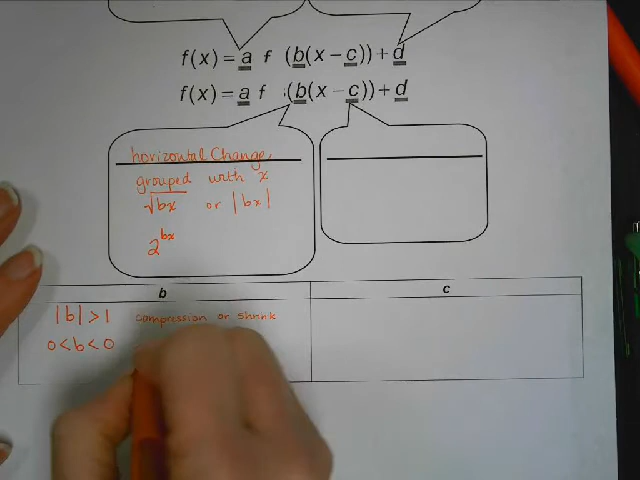 f(x) = a f (b(x − c)) + d
f(x) = a f (b(x − c)) + d
horizontal Change
grouped with x
√bx or |bx|
2^bx
b
c
|b| > 1 compression or shrink
0 < b < 0